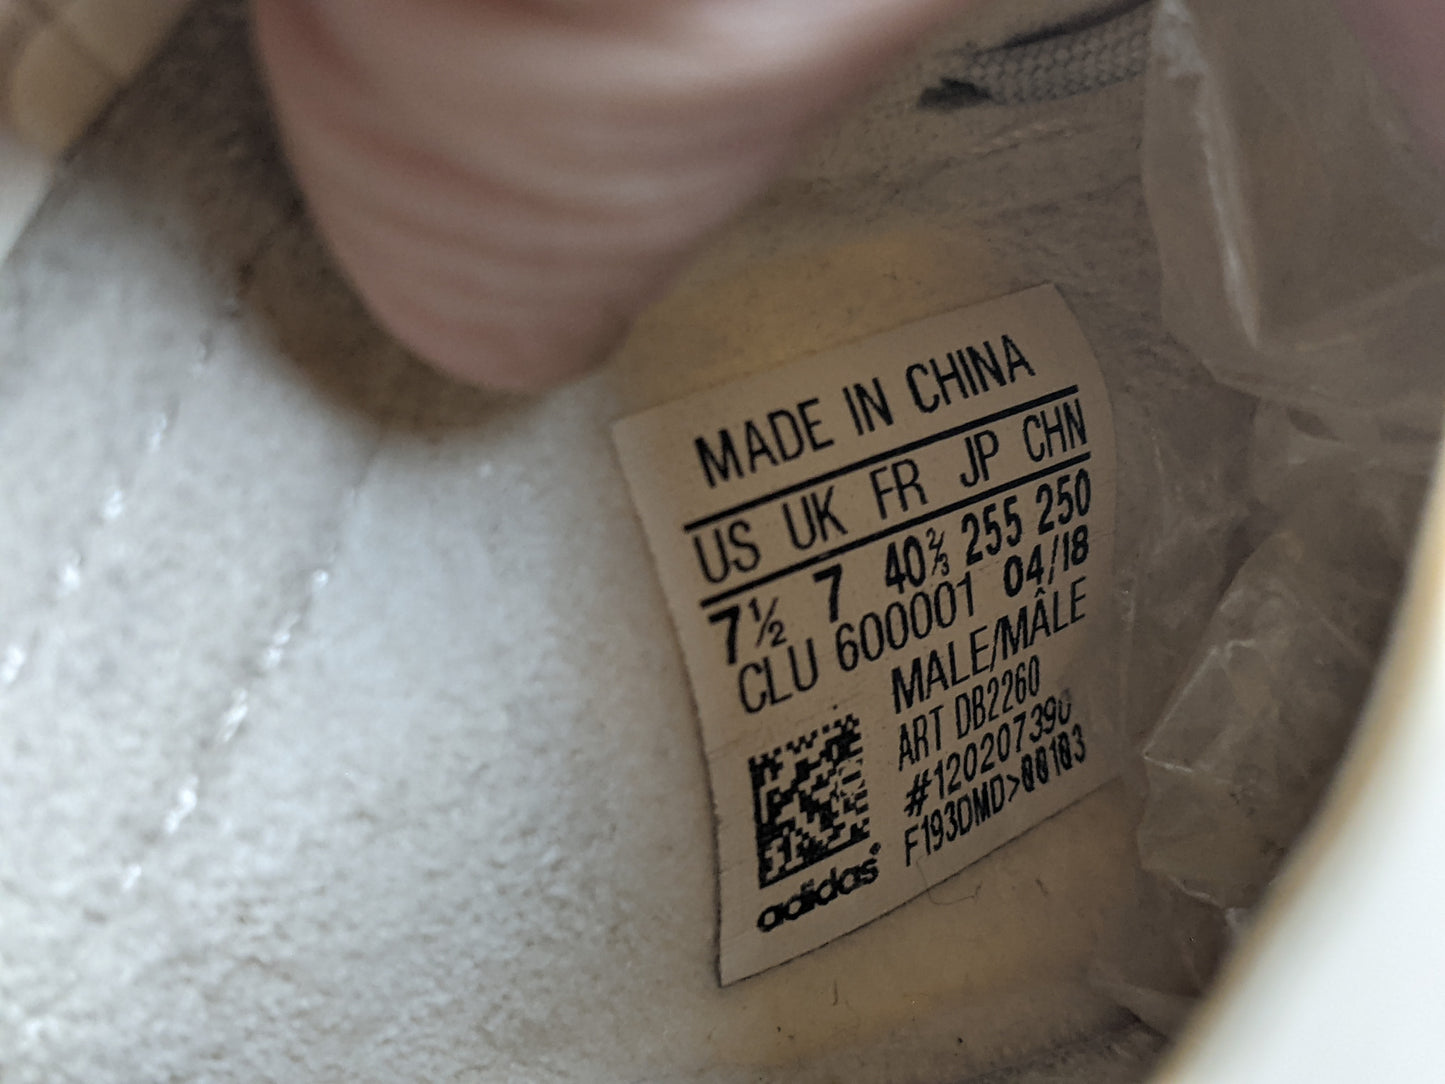 MADE IN CHINA
US UK FR JP CHN
7½ 7 40⅔ 255 250
CLU 600001 04/18
MALE/MÂLE
ART DB2260
#120207390
F193DMD>00103
adidas®